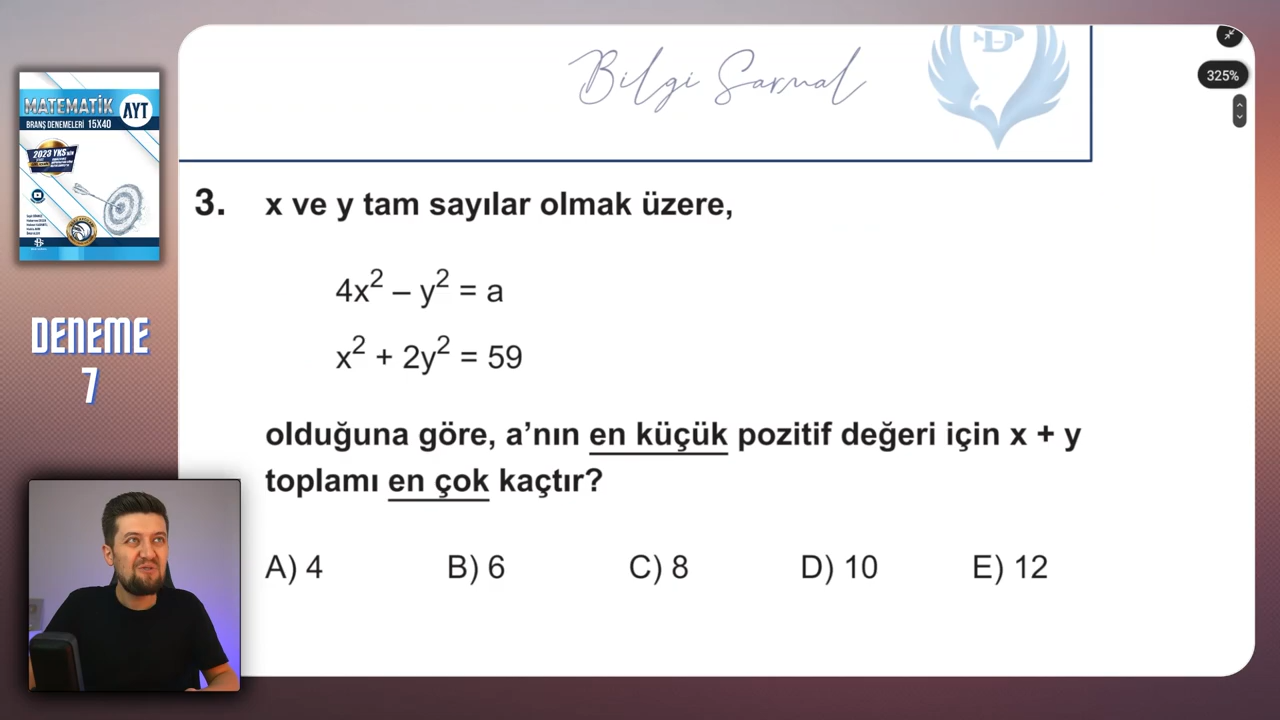 Bilgi Sarmal
325%
MATEMATİK
AYT
BRANŞ DENEMELERİ 15X40
2023 YKS'NİN
DENEME
7
3. x ve y tam sayılar olmak üzere,
4x² – y² = a
x² + 2y² = 59
olduğuna göre, a’nın en küçük pozitif değeri için x + y
toplamı en çok kaçtır?
A) 4 B) 6 C) 8 D) 10 E) 12